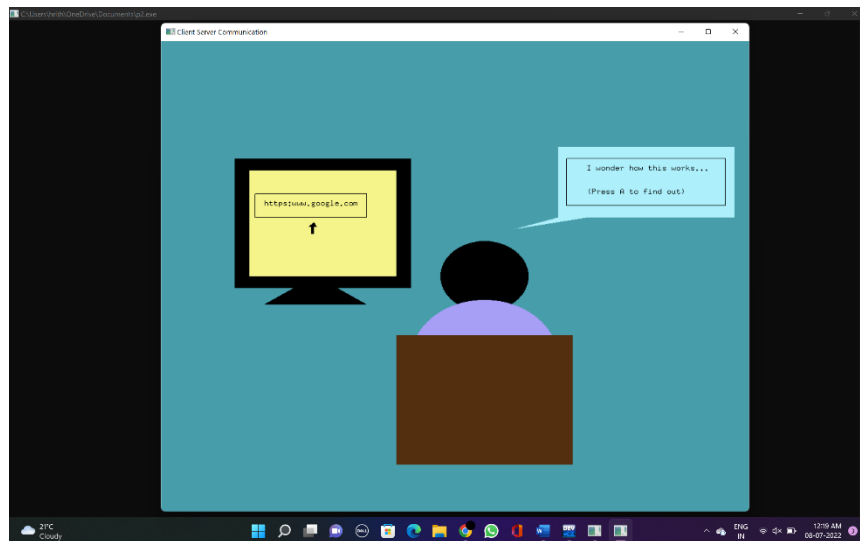 C:\Users\hrithi\OneDrive\Documents\p2.exe
Client Server Communication
I wonder how this works...
(Press A to find out)
https:www.google.com
21°C
Cloudy
ENG
IN
12:19 AM
08-07-2022